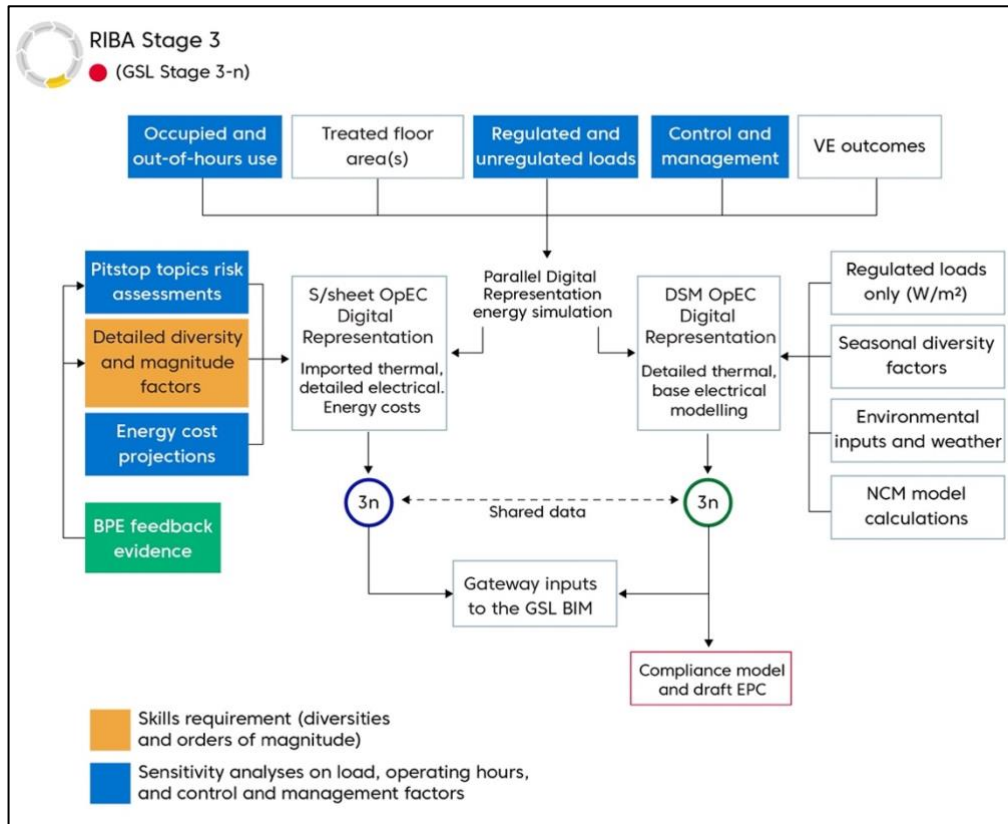 RIBA Stage 3
(GSL Stage 3-n)
Occupied and
out-of-hours use
Treated floor
area(s)
Regulated and
unregulated loads
Control and
management
VE outcomes
Pitstop topics risk
assessments
Detailed diversity
and magnitude
factors
Energy cost
projections
BPE feedback
evidence
S/sheet OpEC
Digital
Representation
Imported thermal,
detailed electrical.
Energy costs
Parallel Digital
Representation
energy simulation
DSM OpEC
Digital
Representation
Detailed thermal,
base electrical
modelling
Regulated loads
only (W/m²)
Seasonal diversity
factors
Environmental
inputs and weather
NCM model
calculations
3n
Shared data
3n
Gateway inputs
to the GSL BIM
Compliance model
and draft EPC
Skills requirement (diversities
and orders of magnitude)
Sensitivity analyses on load, operating hours,
and control and management factors